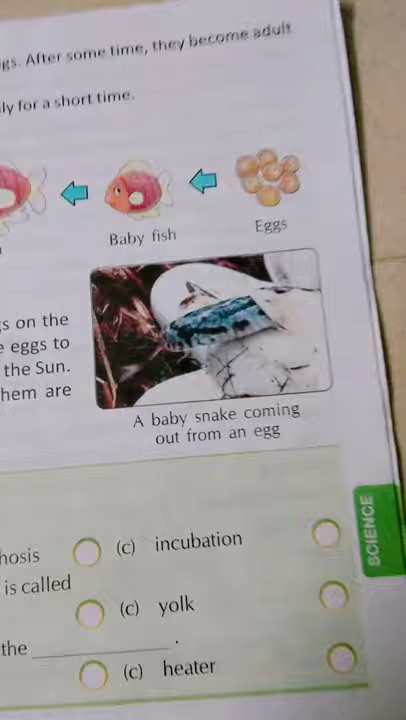 gs. After some time, they become adult
ly for a short time.
Baby fish
Eggs
s on the
e eggs to
the Sun.
hem are
A baby snake coming
out from an egg
hosis
(c) incubation
is called
(c) yolk
the ___________.
(c) heater
SCIENCE